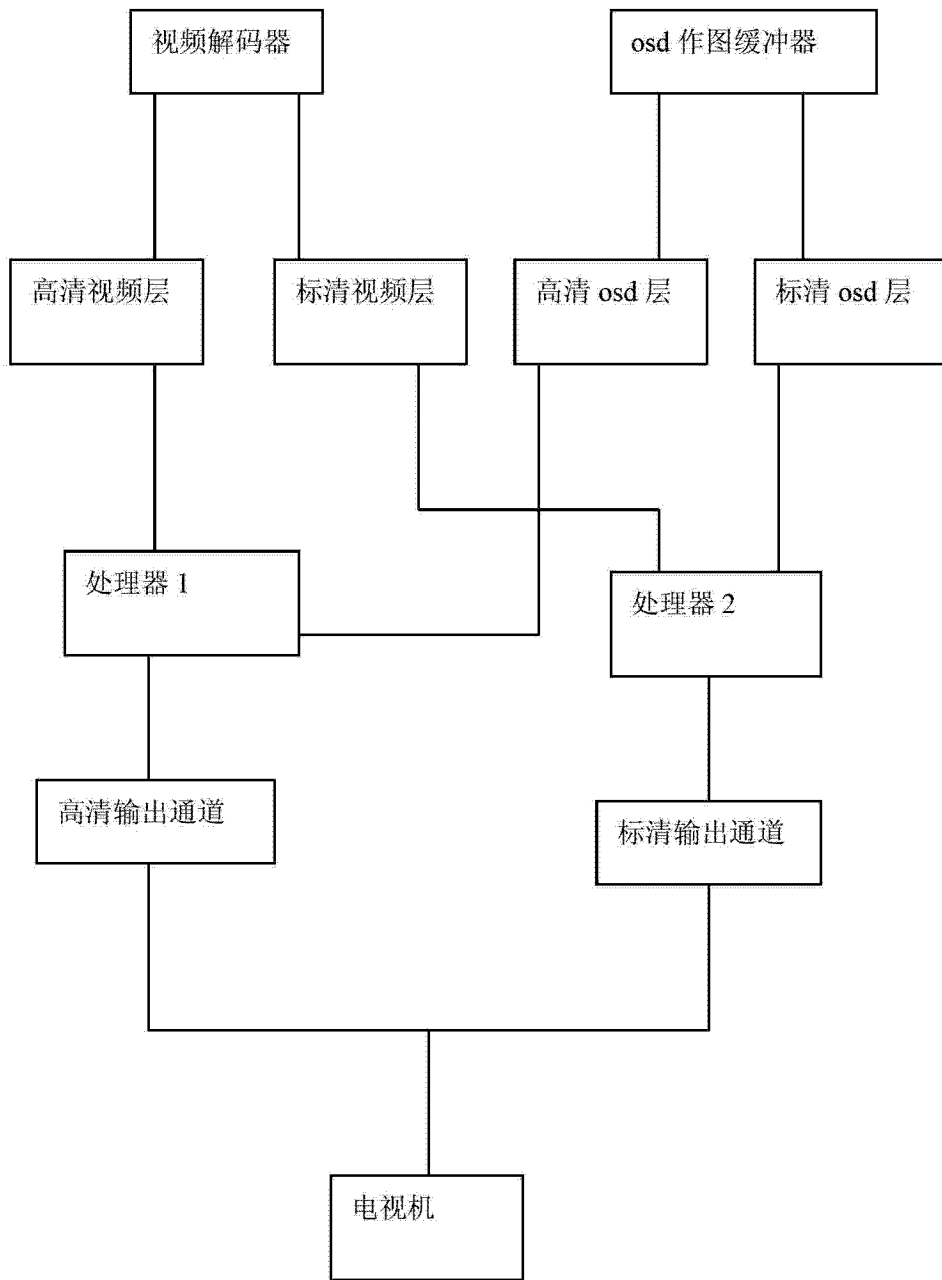 视频解码器
osd 作图缓冲器
高清视频层
标清视频层
高清 osd 层
标清 osd 层
处理器 1
处理器 2
高清输出通道
标清输出通道
电视机